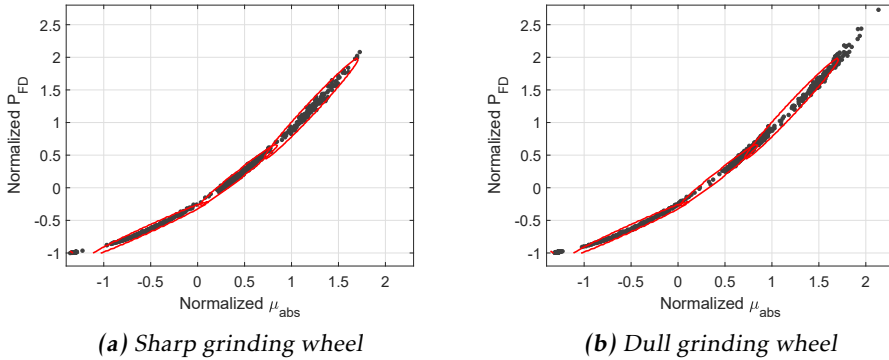 2.5
2
1.5
1
0.5
0
-0.5
-1
Normalized P_FD
-1 -0.5 0 0.5 1 1.5 2
Normalized μ_abs
(a) Sharp grinding wheel
2.5
2
1.5
1
0.5
0
-0.5
-1
Normalized P_FD
-1 -0.5 0 0.5 1 1.5 2
Normalized μ_abs
(b) Dull grinding wheel